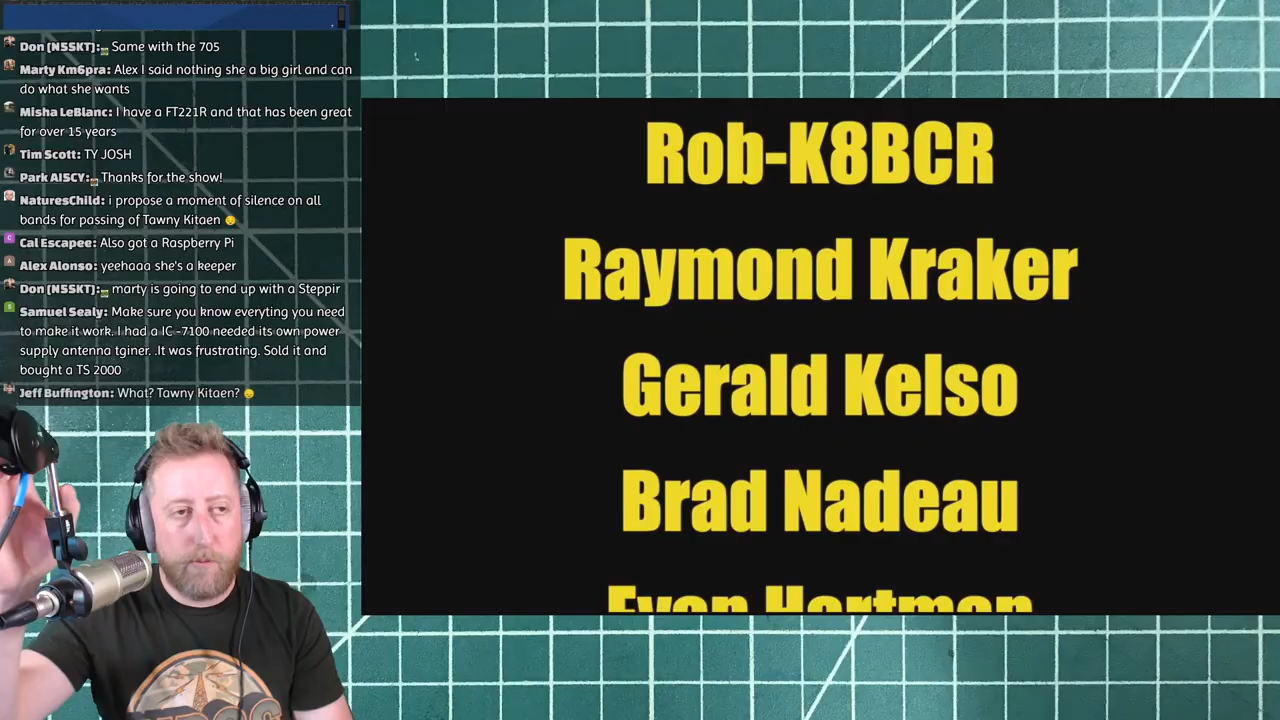 Don (N5SKT): Same with the 705
Marty Km6pra: Alex I said nothing she a big girl and can
do what she wants
Misha LeBlanc: I have a FT221R and that has been great
for over 15 years
Tim Scott: TY JOSH
Park AI5CY: Thanks for the show!
NaturesChild: i propose a moment of silence on all
bands for passing of Tawny Kitaen 😔
Cal Escapee: Also got a Raspberry Pi
Alex Alonso: yeehaaa she's a keeper
Don (N5SKT): marty is going to end up with a Steppir
Samuel Sealy: Make sure you know everyting you need
to make it work. I had a IC -7100 needed its own power
supply antenna tginer. .It was frustrating. Sold it and
bought a TS 2000
Jeff Buffington: What? Tawny Kitaen? 😞
Rob-K8BCR
Raymond Kraker
Gerald Kelso
Brad Nadeau